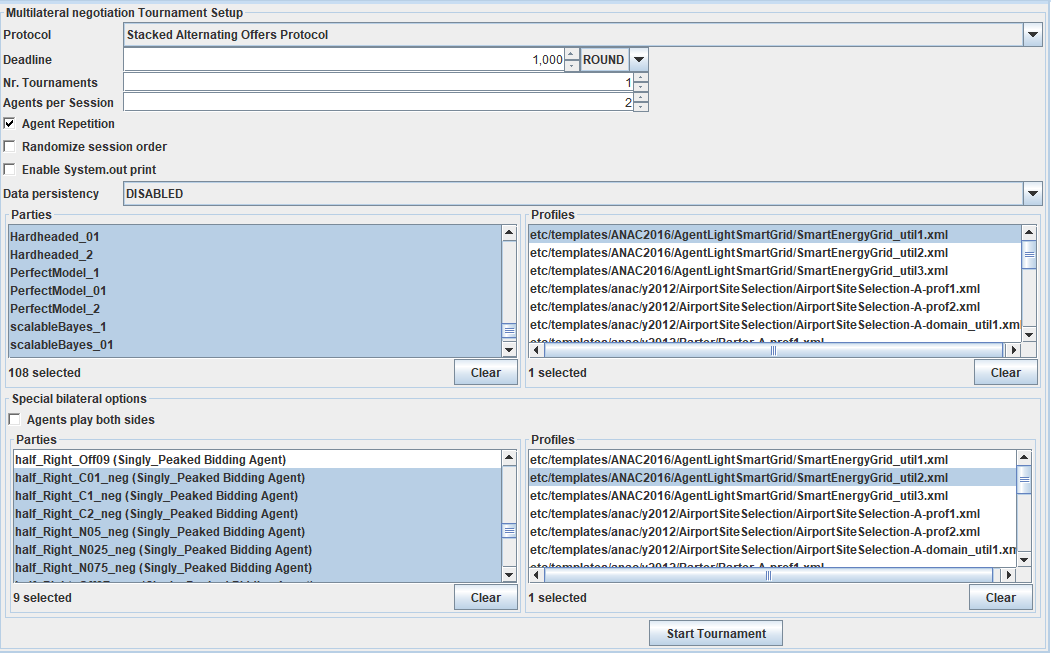 Multilateral negotiation Tournament Setup
Protocol Stacked Alternating Offers Protocol
Deadline 1,000 ROUND
Nr. Tournaments 1
Agents per Session 2
Agent Repetition
Randomize session order
Enable System.out print
Data persistency DISABLED
Parties
Hardheaded_01
Hardheaded_2
PerfectModel_1
PerfectModel_01
PerfectModel_2
scalableBayes_1
scalableBayes_01
108 selected
Clear
Profiles
etc/templates/ANAC2016/AgentLightSmartGrid/SmartEnergyGrid_util1.xml
etc/templates/ANAC2016/AgentLightSmartGrid/SmartEnergyGrid_util2.xml
etc/templates/ANAC2016/AgentLightSmartGrid/SmartEnergyGrid_util3.xml
etc/templates/anac/y2012/AirportSiteSelection/AirportSiteSelection-A-prof1.xml
etc/templates/anac/y2012/AirportSiteSelection/AirportSiteSelection-A-prof2.xml
etc/templates/anac/y2012/AirportSiteSelection/AirportSiteSelection-A-domain_util1.xml
1 selected
Clear
Special bilateral options
Agents play both sides
Parties
half_Right_Off09 (Singly_Peaked Bidding Agent)
half_Right_C01_neg (Singly_Peaked Bidding Agent)
half_Right_C1_neg (Singly_Peaked Bidding Agent)
half_Right_C2_neg (Singly_Peaked Bidding Agent)
half_Right_N05_neg (Singly_Peaked Bidding Agent)
half_Right_N025_neg (Singly_Peaked Bidding Agent)
half_Right_N075_neg (Singly_Peaked Bidding Agent)
9 selected
Clear
Profiles
etc/templates/ANAC2016/AgentLightSmartGrid/SmartEnergyGrid_util1.xml
etc/templates/ANAC2016/AgentLightSmartGrid/SmartEnergyGrid_util2.xml
etc/templates/ANAC2016/AgentLightSmartGrid/SmartEnergyGrid_util3.xml
etc/templates/anac/y2012/AirportSiteSelection/AirportSiteSelection-A-prof1.xml
etc/templates/anac/y2012/AirportSiteSelection/AirportSiteSelection-A-prof2.xml
etc/templates/anac/y2012/AirportSiteSelection/AirportSiteSelection-A-domain_util1.xm
1 selected
Clear
Start Tournament